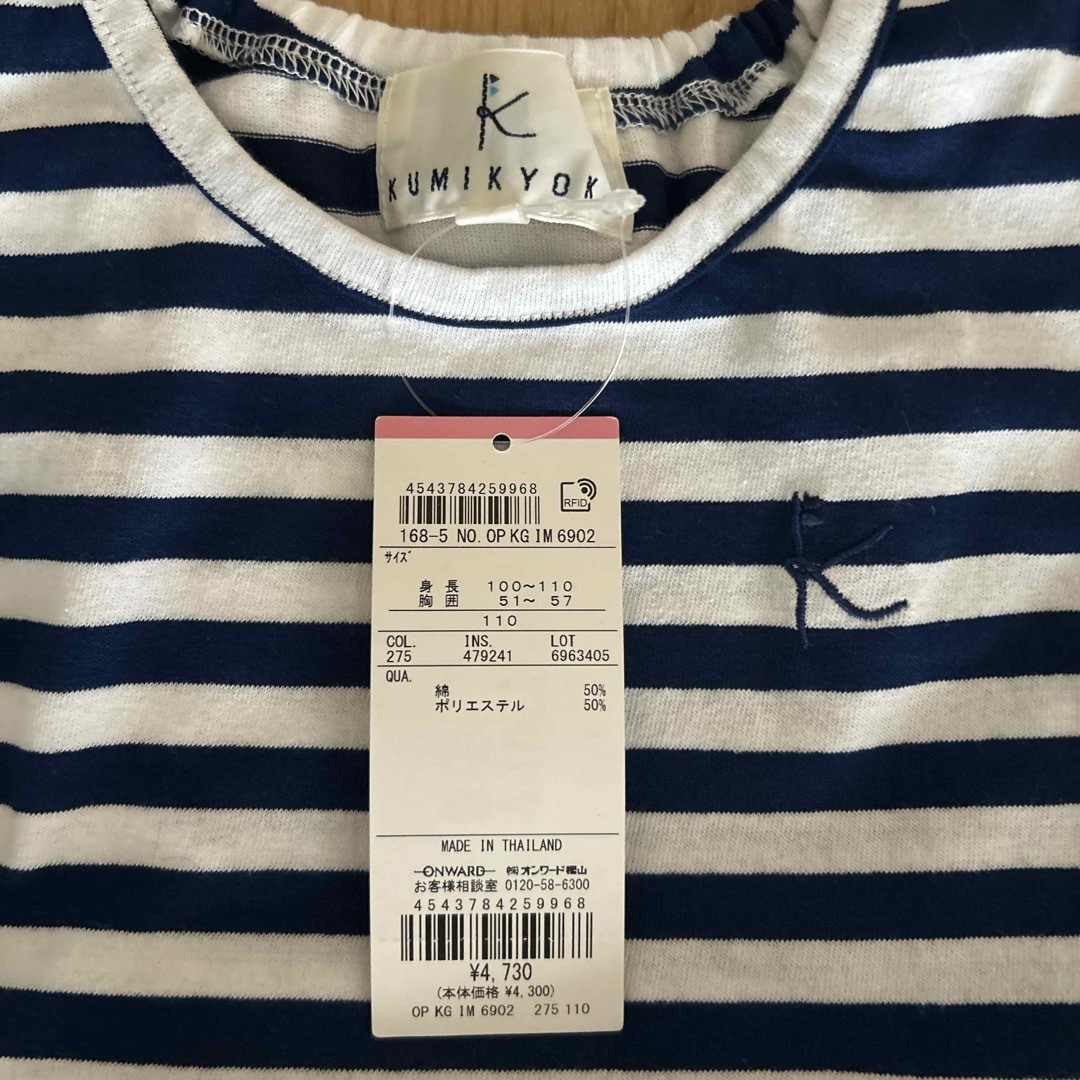 K
KUMIKYOK
4543784259968
RFID
168-5 NO. OP KG IM 6902
サイズ
身長 100～110
胸囲 51～ 57
110
COL. INS. LOT
275 479241 6963405
QUA.
綿 50%
ポリエステル 50%
MADE IN THAILAND
ONWARD ㈱オンワード樫山
お客様相談室 0120-58-6300
4543784259968
¥4,730
(本体価格 ¥4,300)
OP KG IM 6902 275 110
K